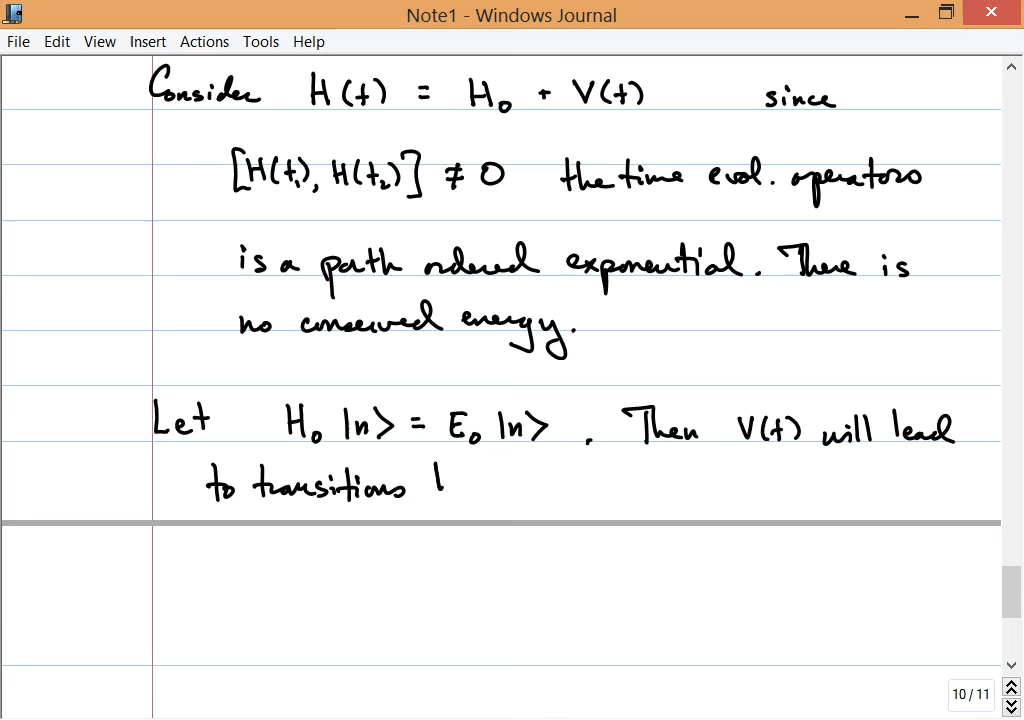 Note1 - Windows Journal
File Edit View Insert Actions Tools Help
Consider H(t) = H₀ + V(t) since
[H(t₁), H(t₂)] ≠ 0 the time evol. operators
is a path ordered exponential. There is
no conserved energy.
Let H₀ |n> = E₀ |n> . Then V(t) will lead
to transitions |
10 / 11